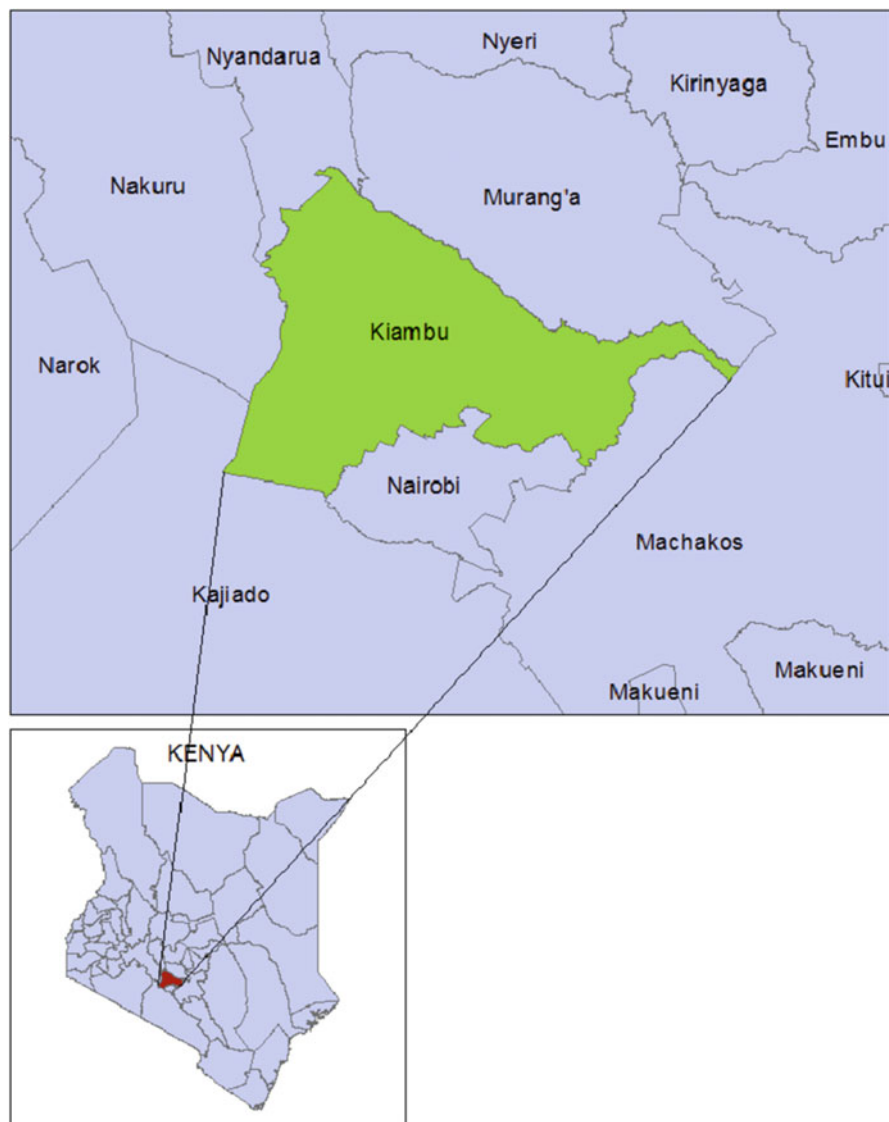 Nyeri
Nyandarua
Kirinyaga
Embu
Nakuru
Murang'a
Kiambu
Narok
Kitui
Nairobi
Machakos
Kajiado
Makueni
Makueni
KENYA